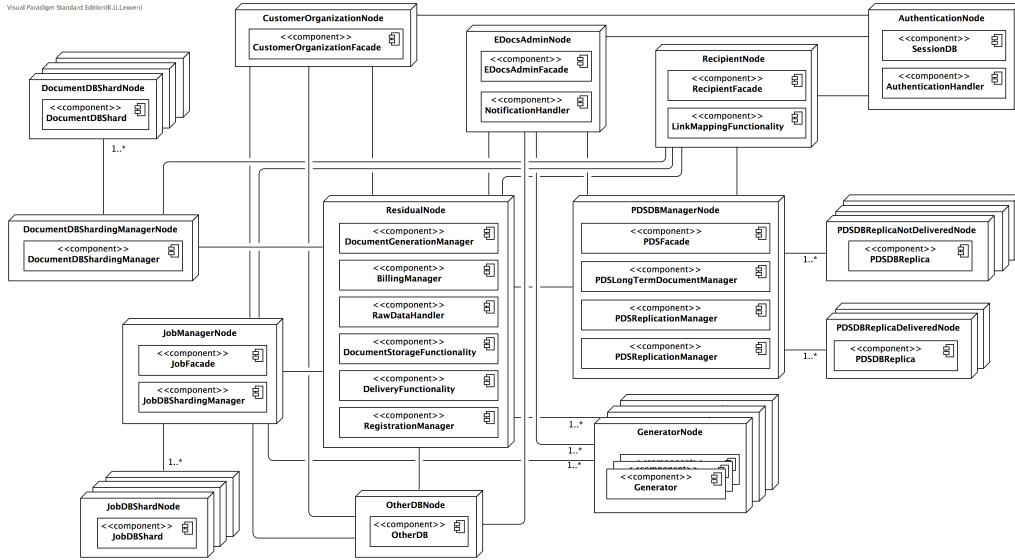 Visual Paradigm Standard Edition(K.U.Leuven)
CustomerOrganizationNode
<<component>>
CustomerOrganizationFacade
EDocsAdminNode
<<component>>
EDocsAdminFacade
<<component>>
NotificationHandler
AuthenticationNode
<<component>>
SessionDB
<<component>>
AuthenticationHandler
RecipientNode
<<component>>
RecipientFacade
<<component>>
LinkMappingFunctionality
DocumentDBShardNode
<<component>>
DocumentDBShard
1..*
DocumentDBShardingManagerNode
<<component>>
DocumentDBShardingManager
ResidualNode
<<component>>
DocumentGenerationManager
<<component>>
BillingManager
<<component>>
RawDataHandler
<<component>>
DocumentStorageFunctionality
<<component>>
DeliveryFunctionality
<<component>>
RegistrationManager
PDSDBManagerNode
<<component>>
PDSFacade
<<component>>
PDSLongTermDocumentManager
<<component>>
PDSReplicationManager
<<component>>
PDSReplicationManager
1..*
PDSDBReplicaNotDeliveredNode
<<component>>
PDSDBReplica
1..*
PDSDBReplicaDeliveredNode
<<component>>
PDSDBReplica
JobManagerNode
<<component>>
JobFacade
<<component>>
JobDBShardingManager
1..*
JobDBShardNode
<<component>>
JobDBShard
1..*
1..*
1..*
GeneratorNode
<<component>>
<<component>>
<<component>>
Generator
OtherDBNode
<<component>>
OtherDB